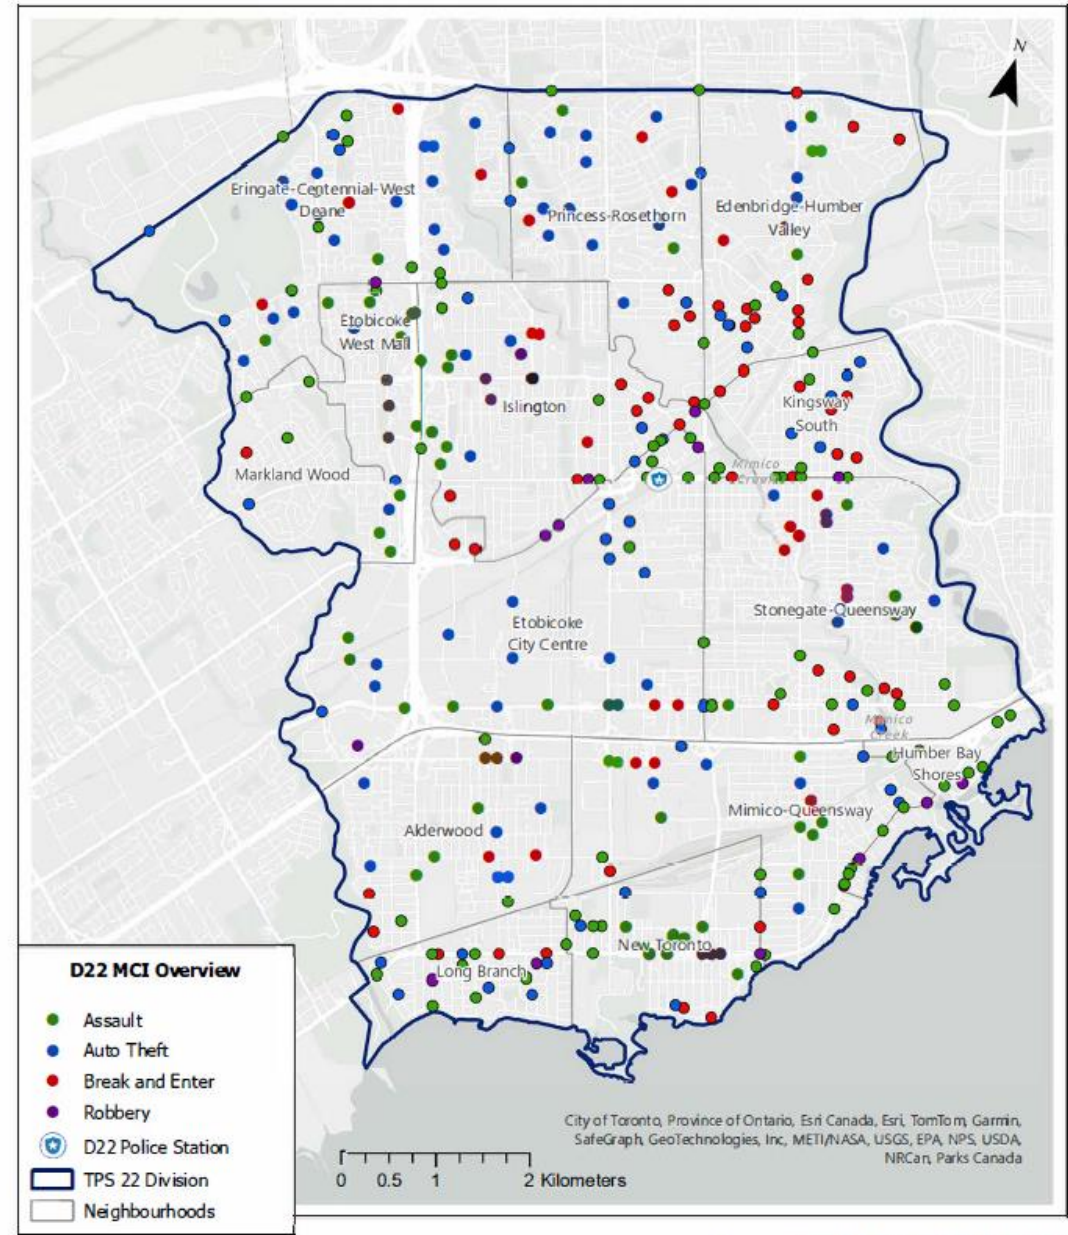 N
Eringate-Centennial-West
Deane
Princess-Rosethorn
Edenbridge-Humber
Valley
Etobicoke
West Mall
Islington
Kingsway
South
Markland Wood
Mimico
Creek
Stonegate-Queensway
Etobicoke
City Centre
Mimico
Creek
Humber Bay
Shores
Mimico-Queensway
Alderwood
New Toronto
Long Branch
D22 MCI Overview
Assault
Auto Theft
Break and Enter
Robbery
D22 Police Station
TPS 22 Division
Neighbourhoods
City of Toronto, Province of Ontario, Esri Canada, Esri, TomTom, Garmin,
SafeGraph, GeoTechnologies, Inc, METI/NASA, USGS, EPA, NPS, USDA,
NRCan, Parks Canada
0 0.5 1 2 Kilometers